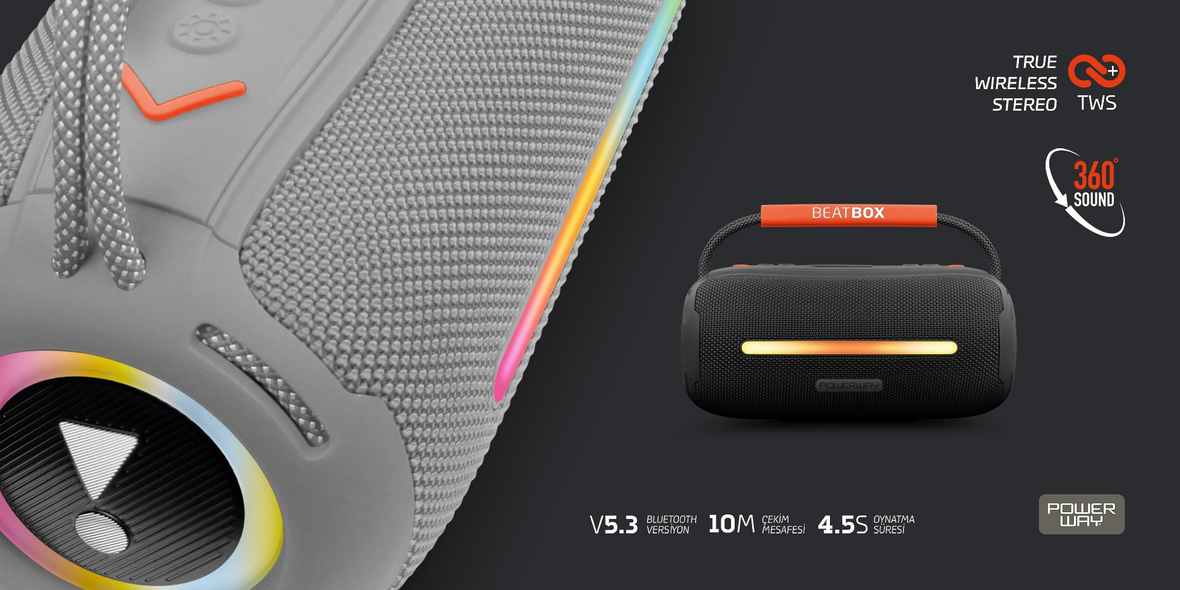 TRUE
WIRELESS
STEREO
TWS
360°
SOUND
BEATBOX
POWERWAY
V5.3 BLUETOOTH VERSİYON
10M ÇEKİM MESAFESİ
4.5S OYNATMA SÜRESİ
POWER
WAY